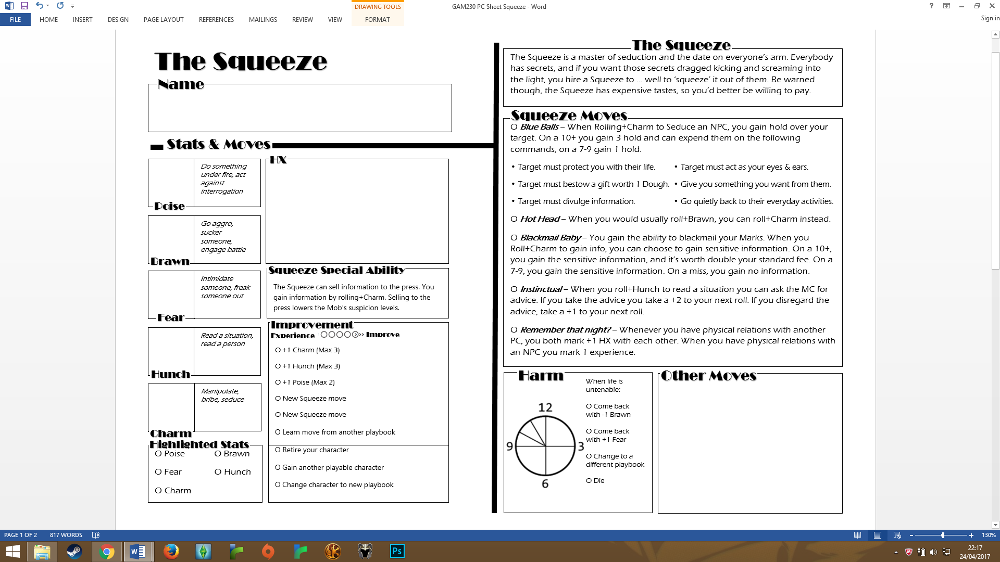 DRAWING TOOLS
GAM230 PC Sheet Squeeze - Word
FILE HOME INSERT DESIGN PAGE LAYOUT REFERENCES MAILINGS REVIEW VIEW FORMAT
Sign in
The Squeeze
Name
Stats & Moves
Do something
under fire, act
against
interrogation
Poise
Go aggro,
sucker
someone,
engage battle
Brawn
Intimidate
someone, freak
someone out
Fear
Read a situation,
read a person
Hunch
Manipulate,
bribe, seduce
Charm
Highlighted Stats
O Poise O Brawn
O Fear O Hunch
O Charm
HX
Squeeze Special Ability
The Squeeze can sell information to the press. You
gain information by rolling+Charm. Selling to the
press lowers the Mob's suspicion levels.
Improvement
Experience OOOOO>> Improve
O +1 Charm (Max 3)
O +1 Hunch (Max 3)
O +1 Poise (Max 2)
O New Squeeze move
O New Squeeze move
O Learn move from another playbook
O Retire your character
O Gain another playable character
O Change character to new playbook
The Squeeze
The Squeeze is a master of seduction and the date on everyone's arm. Everybody
has secrets, and if you want those secrets dragged kicking and screaming into
the light, you hire a Squeeze to ... well to 'squeeze' it out of them. Be warned
though, the Squeeze has expensive tastes, so you'd better be willing to pay.
Squeeze Moves
O Blue Balls – When Rolling+Charm to Seduce an NPC, you gain hold over your
target. On a 10+ you gain 3 hold and can expend them on the following
commands, on a 7-9 gain 1 hold.
• Target must protect you with their life. • Target must act as your eyes & ears.
• Target must bestow a gift worth 1 Dough. • Give you something you want from them.
• Target must divulge information. • Go quietly back to their everyday activities.
O Hot Head – When you would usually roll+Brawn, you can roll+Charm instead.
O Blackmail Baby – You gain the ability to blackmail your Marks. When you
Roll+Charm to gain info, you can choose to gain sensitive information. On a 10+,
you gain the sensitive information, and it's worth double your standard fee. On a
7-9, you gain the sensitive information. On a miss, you gain no information.
O Instinctual – When you roll+Hunch to read a situation you can ask the MC for
advice. If you take the advice you take a +2 to your next roll. If you disregard the
advice, take a +1 to your next roll.
O Remember that night? – Whenever you have physical relations with another
PC, you both mark +1 HX with each other. When you have physical relations with
an NPC you mark 1 experience.
Harm
12
3
6
9
When life is
untenable:
O Come back
with -1 Brawn
O Come back
with +1 Fear
O Change to a
different playbook
O Die
Other Moves
PAGE 1 OF 2 817 WORDS
130%
Ps
22:17
24/04/2017